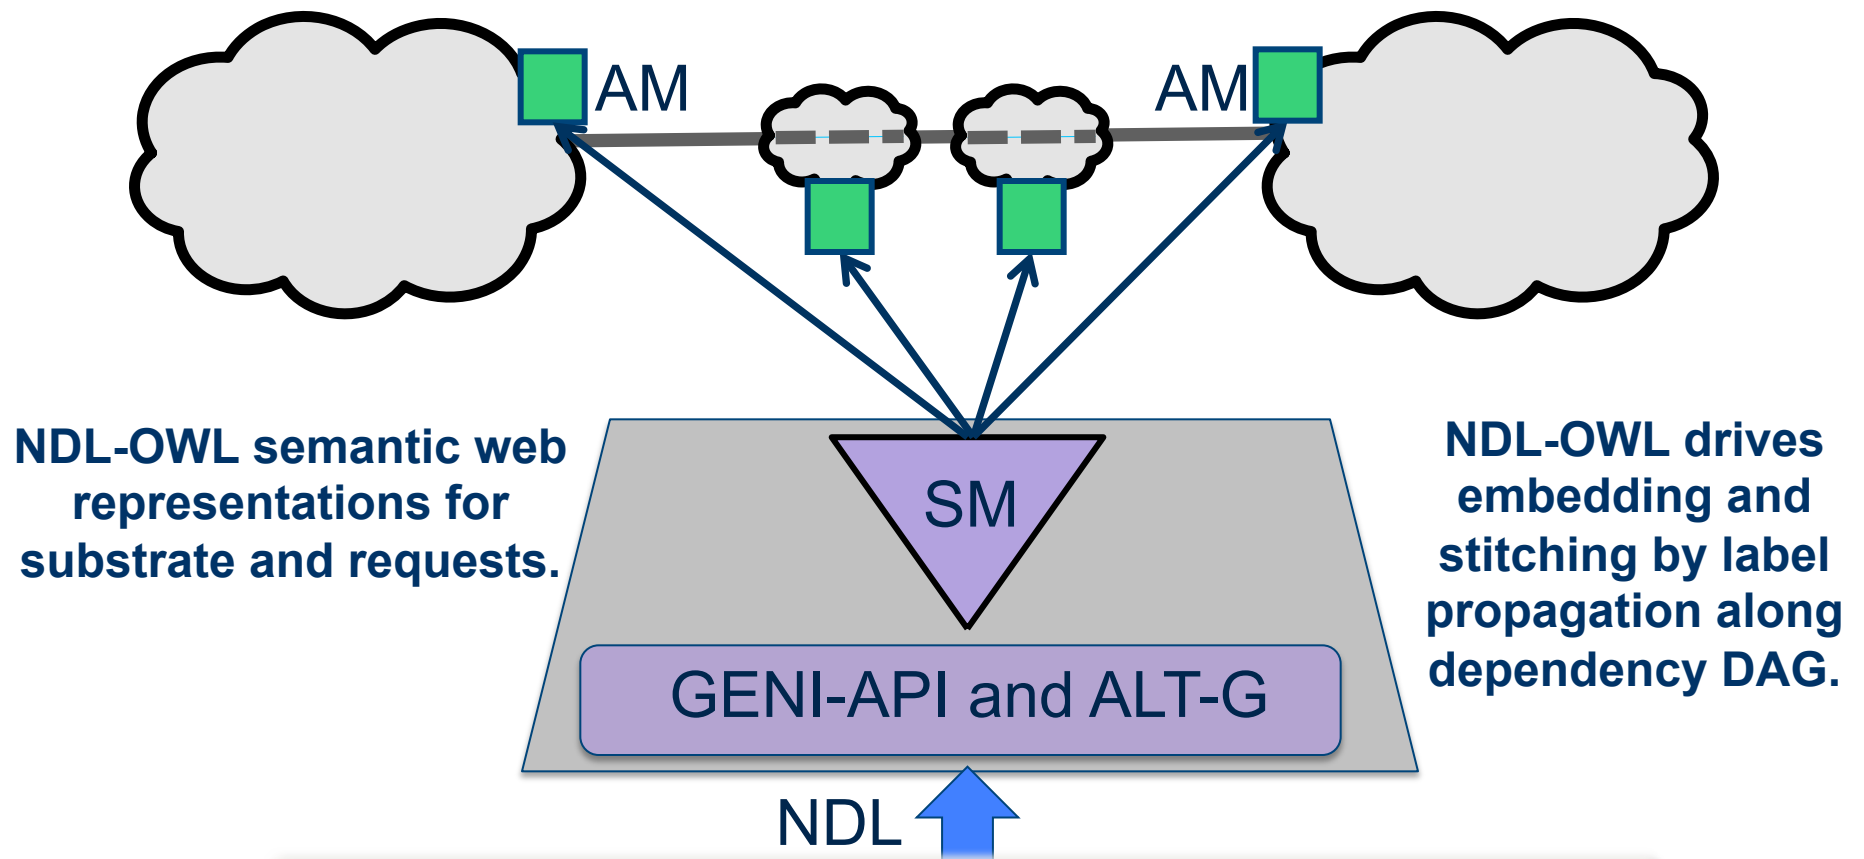 AM
AM
NDL-OWL semantic web
representations for
substrate and requests.
SM
NDL-OWL drives
embedding and
stitching by label
propagation along
dependency DAG.
GENI-API and ALT-G
NDL